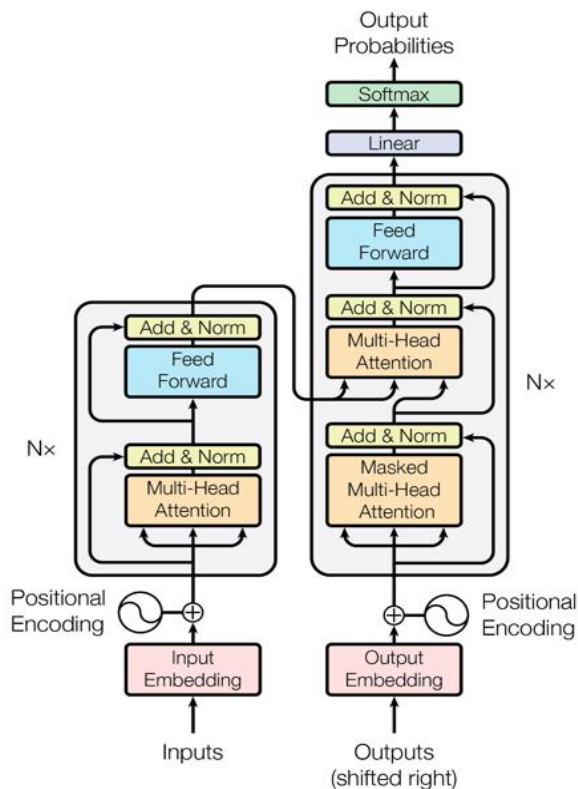 Output
Probabilities
Softmax
Linear
Add & Norm
Feed
Forward
Add & Norm
Multi-Head
Attention
Add & Norm
Masked
Multi-Head
Attention
Nx
Add & Norm
Feed
Forward
Nx
Add & Norm
Multi-Head
Attention
Positional
Encoding
Positional
Encoding
Input
Embedding
Output
Embedding
Inputs
Outputs
(shifted right)